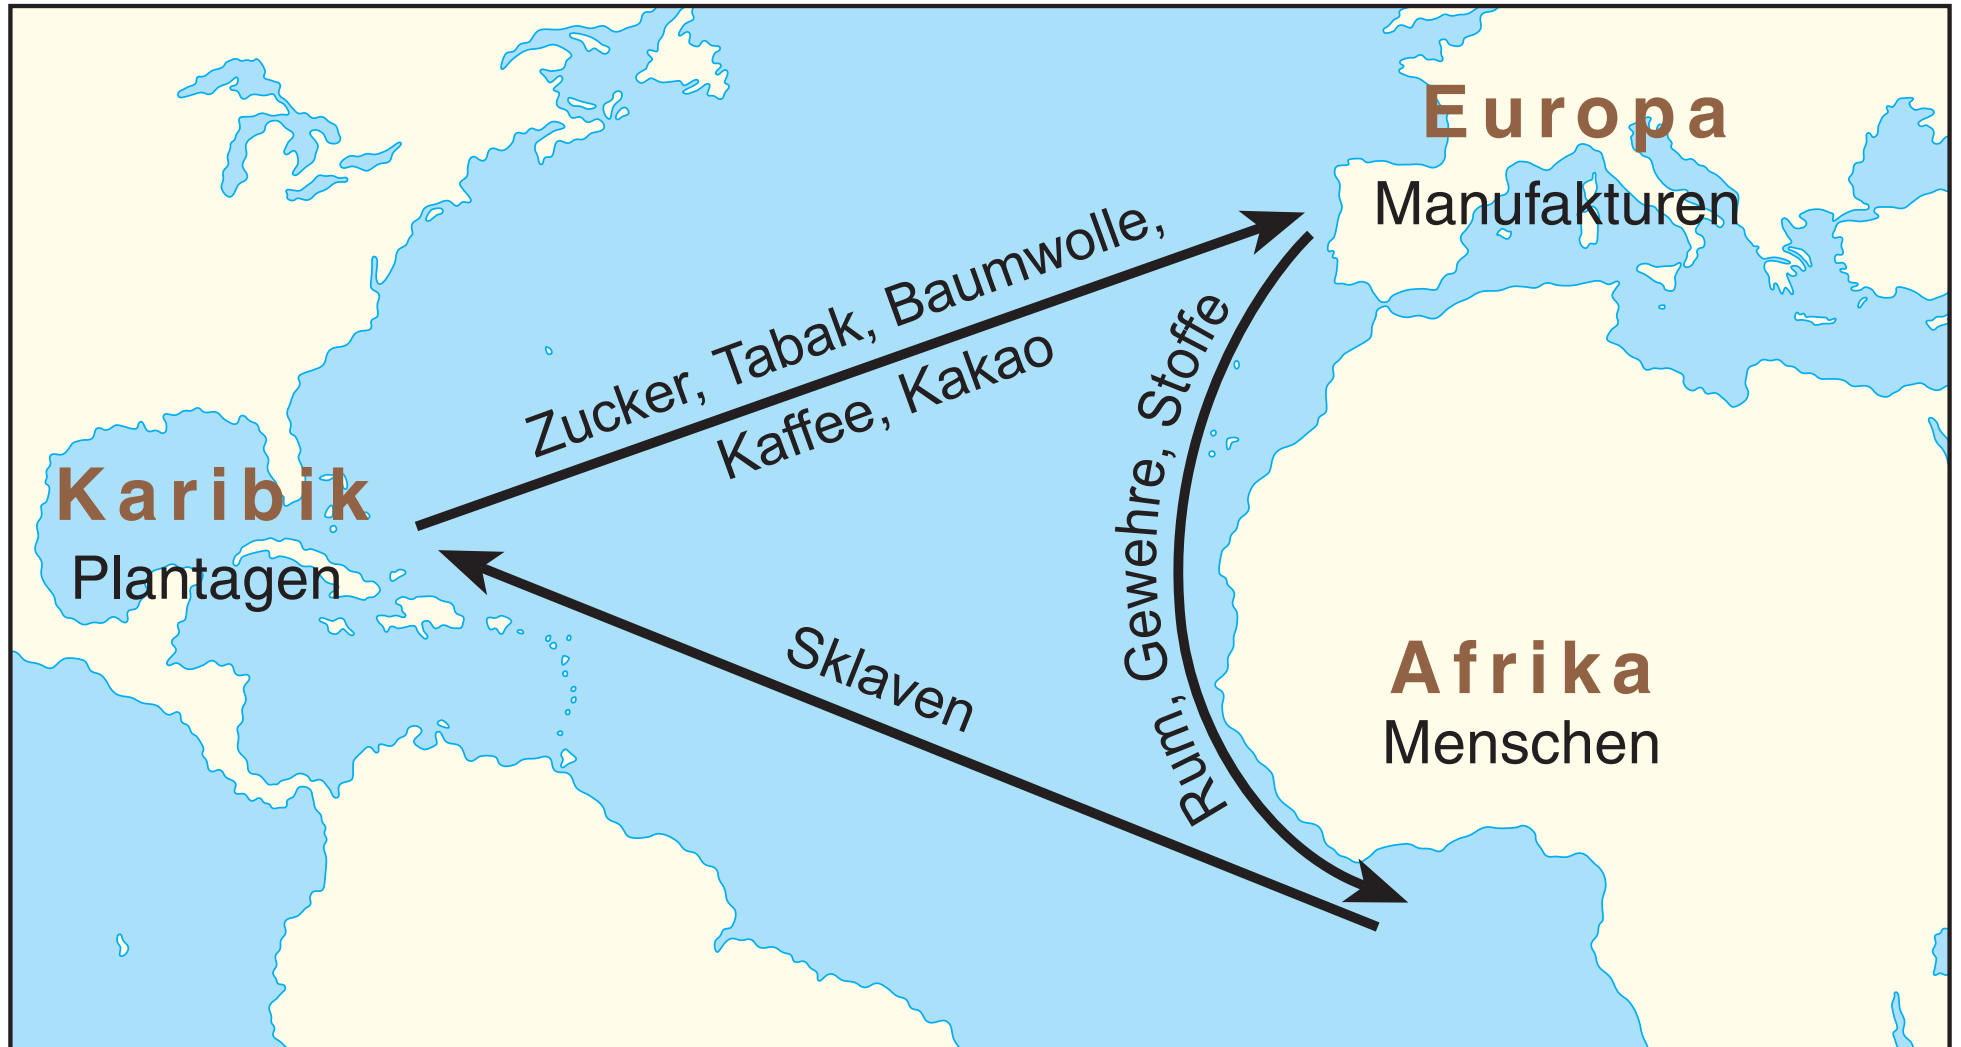 Europa
Manufakturen
Zucker, Tabak, Baumwolle,
Kaffee, Kakao
Rum, Gewehre, Stoffe
Karibik
Plantagen
Sklaven
Afrika
Menschen